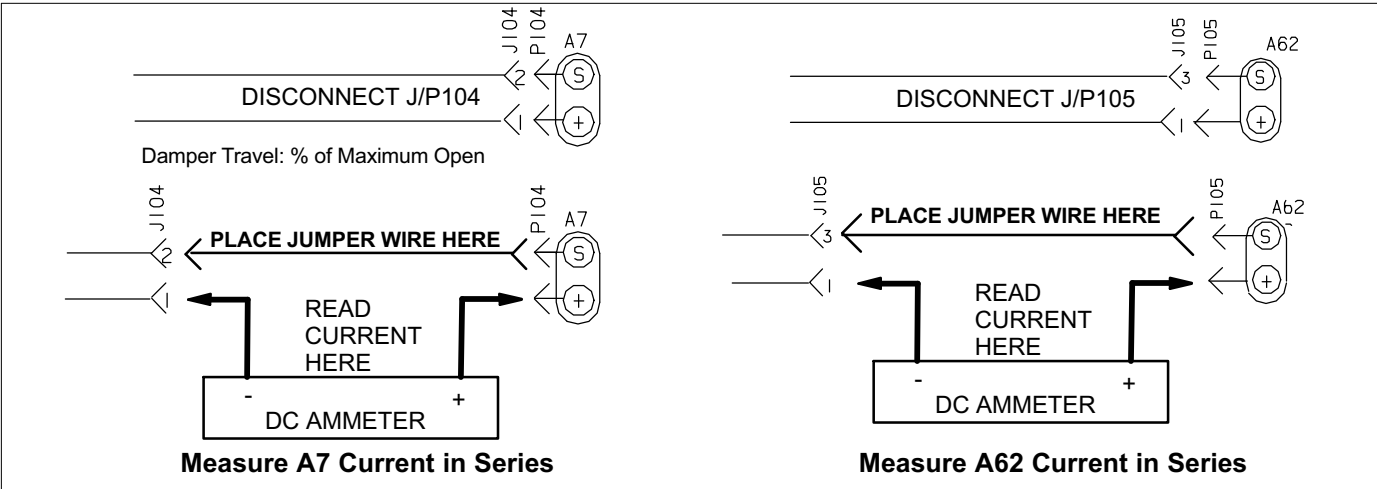 J104
P104
A7
2
S
DISCONNECT J/P104
1
+
Damper Travel: % of Maximum Open
J104
P104
A7
PLACE JUMPER WIRE HERE
2
S
1
+
READ
CURRENT
HERE
-
+
DC AMMETER
Measure A7 Current in Series
J105
P105
A62
3
S
DISCONNECT J/P105
1
+
J105
P105
A62
PLACE JUMPER WIRE HERE
3
S
1
+
READ
CURRENT
HERE
-
+
DC AMMETER
Measure A62 Current in Series